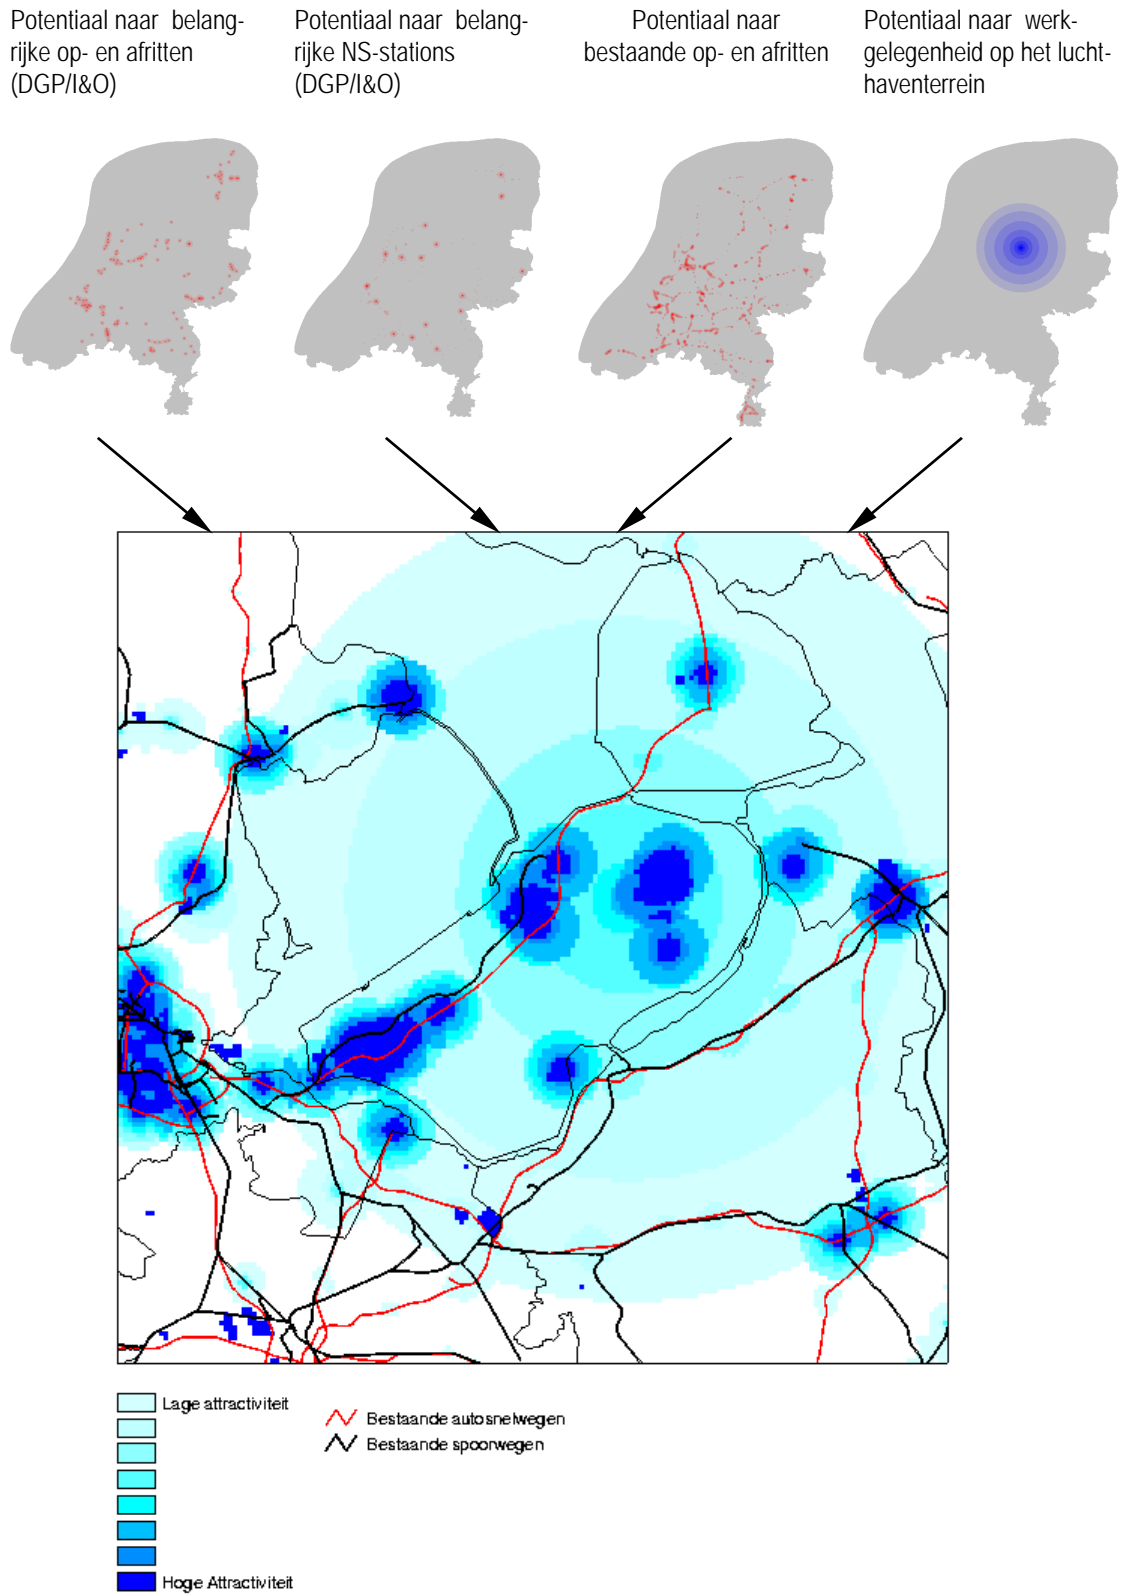 Potentiaal naar belang-
rijke op- en afritten
(DGP/I&O)
Potentiaal naar belang-
rijke NS-stations
(DGP/I&O)
Potentiaal naar
bestaande op- en afritten
Potentiaal naar werk-
gelegenheid op het lucht-
haventerrein
Lage attractiviteit
Hoge Attractiviteit
Bestaande autosnelwegen
Bestaande spoorwegen